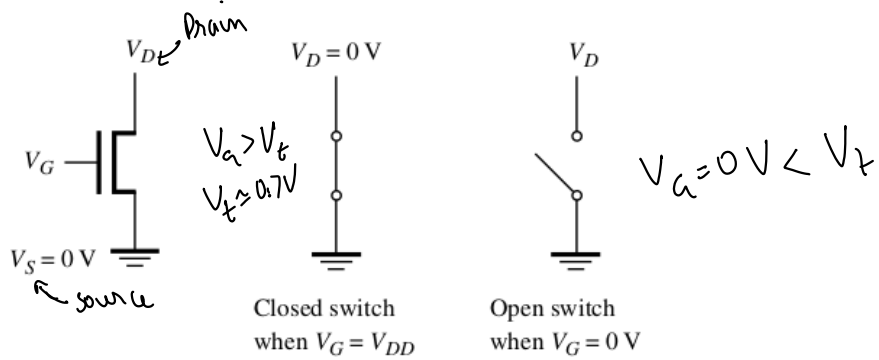 Drain
V_D
V_D = 0 V
V_D
V_G
V_G > V_t
V_t ≃ 0.7V
V_G = 0V < V_t
V_S = 0 V
source
Closed switch
when V_G = V_DD
Open switch
when V_G = 0 V